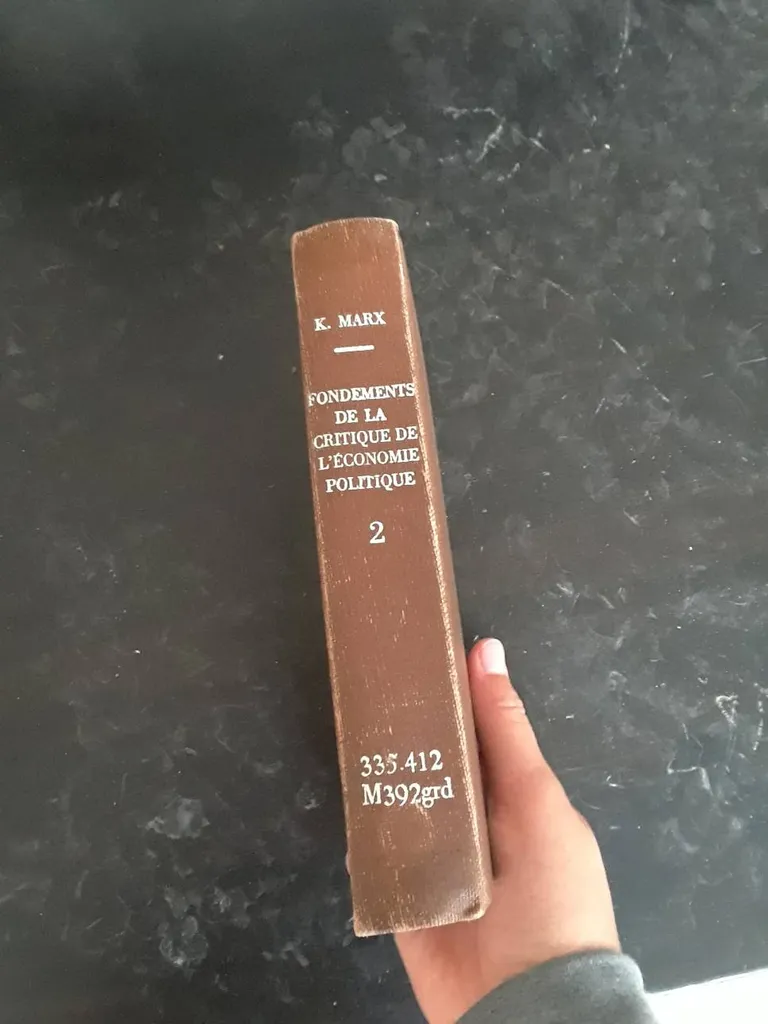 K. MARX
FONDEMENTS
DE LA
CRITIQUE DE
L'ÉCONOMIE
POLITIQUE
2
335.412
M392grd